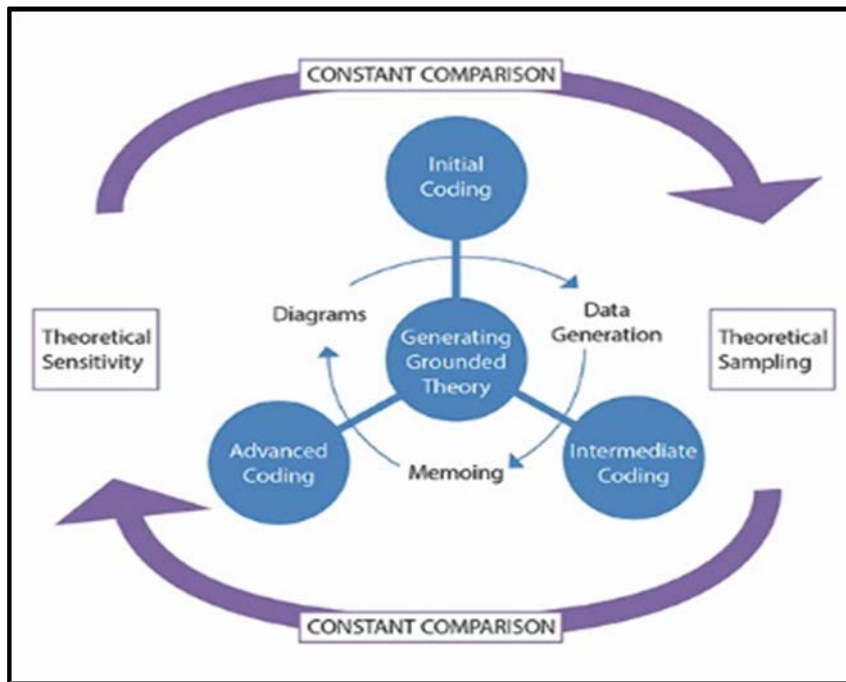 CONSTANT COMPARISON
Initial
Coding
Diagrams
Data
Generation
Generating
Grounded
Theory
Theoretical
Sensitivity
Theoretical
Sampling
Advanced
Coding
Memoing
Intermediate
Coding
CONSTANT COMPARISON